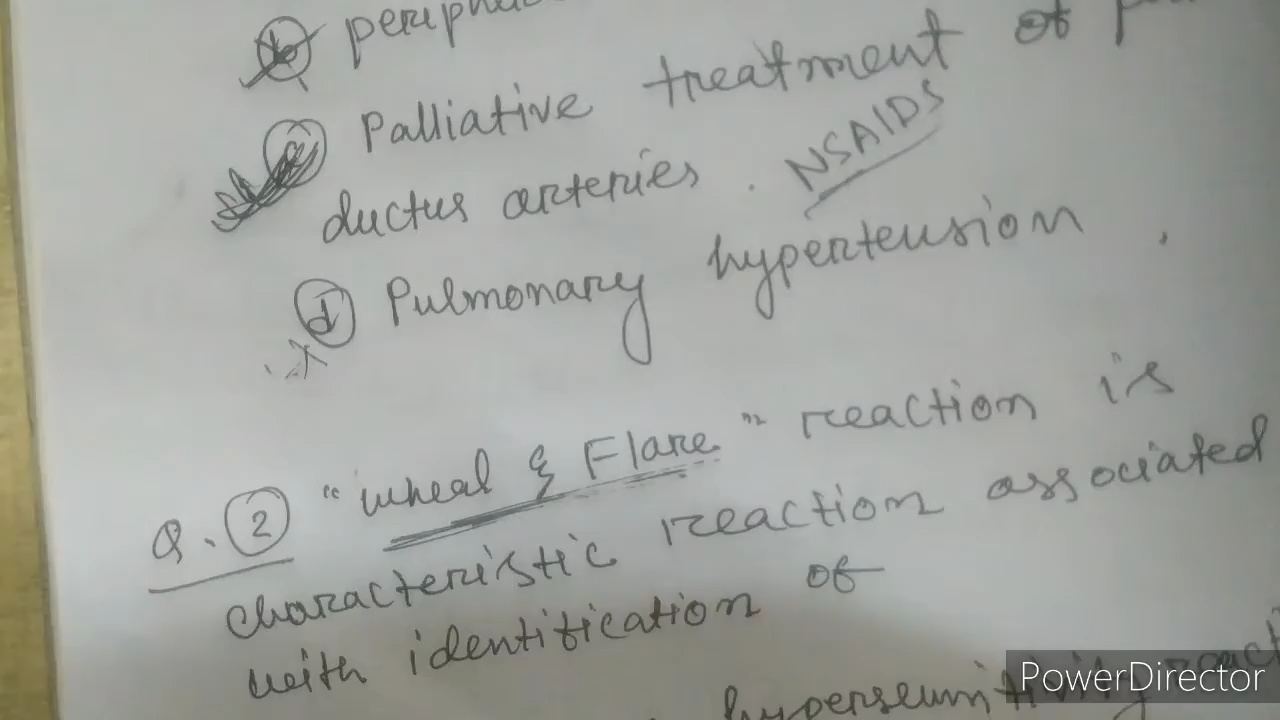 b
c Palliative treatment of
ductus arteries. NSAIDS
d Pulmonary hypertension.
Q. 2 "Wheal & Flare" reaction is
characteristic reaction associated
with identification of
PowerDirector